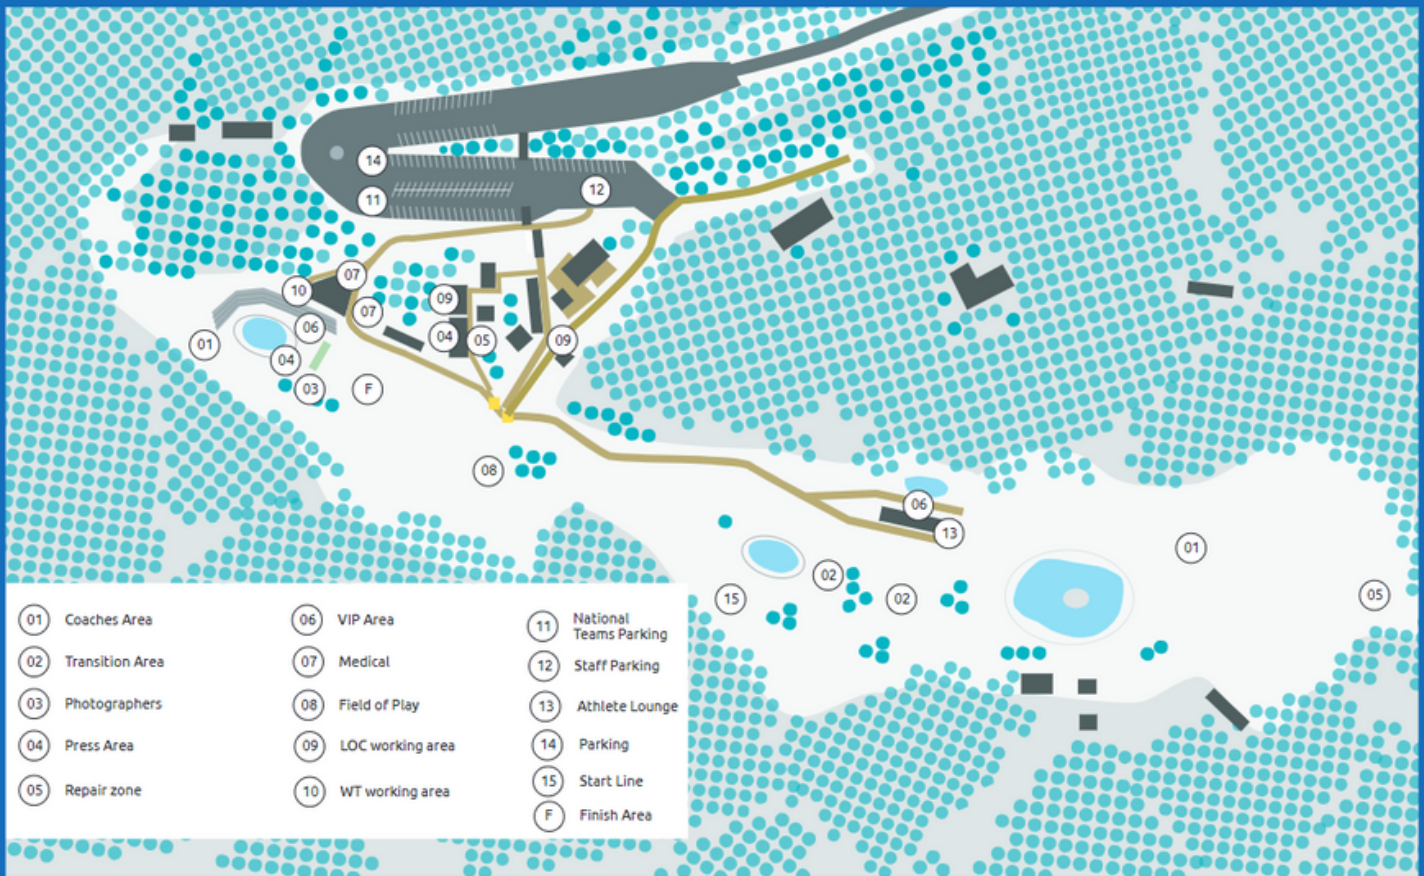 14
11
12
07
10
09
07
06
04
05
09
01
04
03
F
08
06
13
01
02
15
02
05
01 Coaches Area
02 Transition Area
03 Photographers
04 Press Area
05 Repair zone
06 VIP Area
07 Medical
08 Field of Play
09 LOC working area
10 WT working area
11 National
Teams Parking
12 Staff Parking
13 Athlete Lounge
14 Parking
15 Start Line
F Finish Area